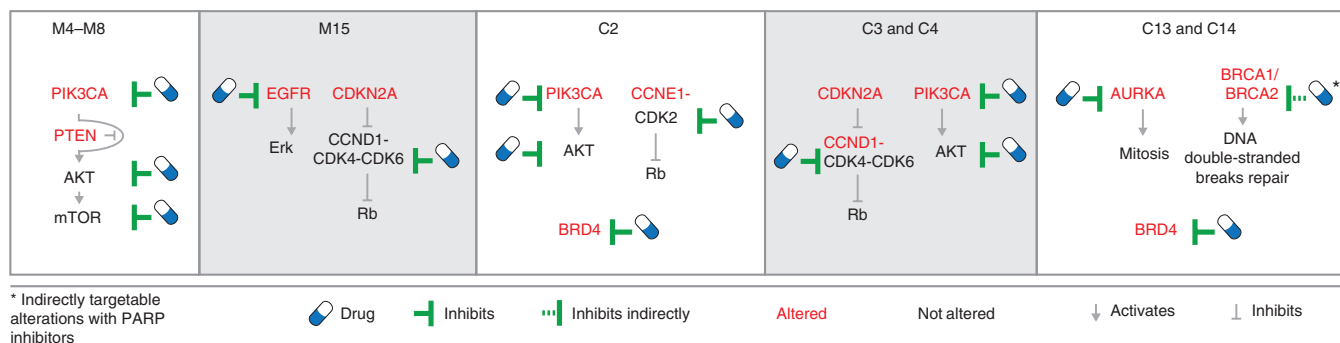 M4–M8
PIK3CA
PTEN
AKT
mTOR
M15
EGFR
CDKN2A
Erk
CCND1-
CDK4-CDK6
Rb
C2
PIK3CA
CCNE1-
CDK2
AKT
Rb
BRD4
C3 and C4
CDKN2A
PIK3CA
CCND1-
CDK4-CDK6
AKT
Rb
C13 and C14
AURKA
BRCA1/
BRCA2
*
Mitosis
DNA
double-stranded
breaks repair
BRD4
* Indirectly targetable
alterations with PARP
inhibitors
Drug
Inhibits
Inhibits indirectly
Altered
Not altered
Activates
Inhibits